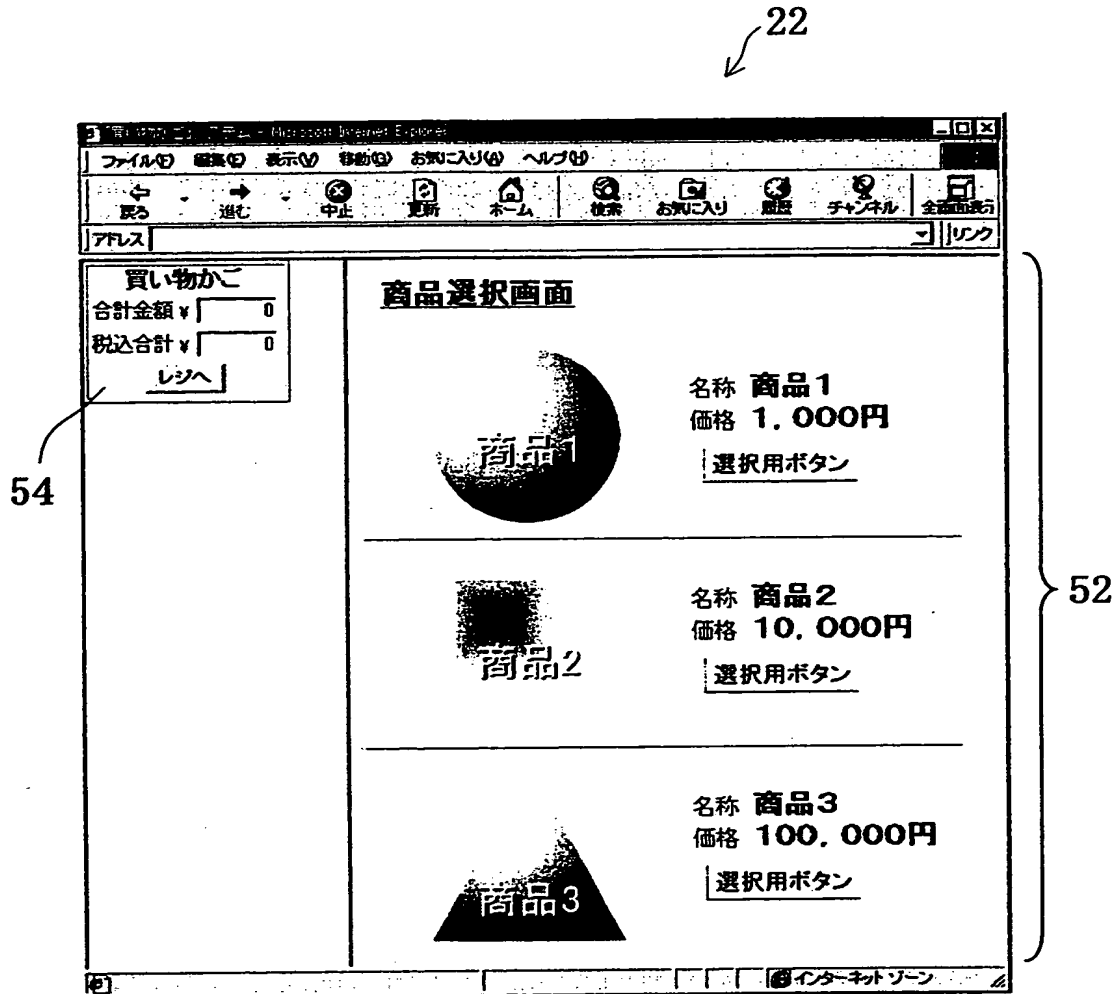 22
Microsoft Internet Explorer
ファイル(F) 編集(E) 表示(V) 移動(G) お気に入り(A) ヘルプ(H)
戻る 進む 中止 更新 ホーム 検索 お気に入り 履歴 チャンネル 全画面表示
アドレス リンク
買い物かご
合計金額 ¥ 0
税込合計 ¥ 0
レジへ
54
商品選択画面
商品1
名称 商品1
価格 1,000円
選択用ボタン
商品2
名称 商品2
価格 10,000円
選択用ボタン
商品3
名称 商品3
価格 100,000円
選択用ボタン
52
インターネット ゾーン